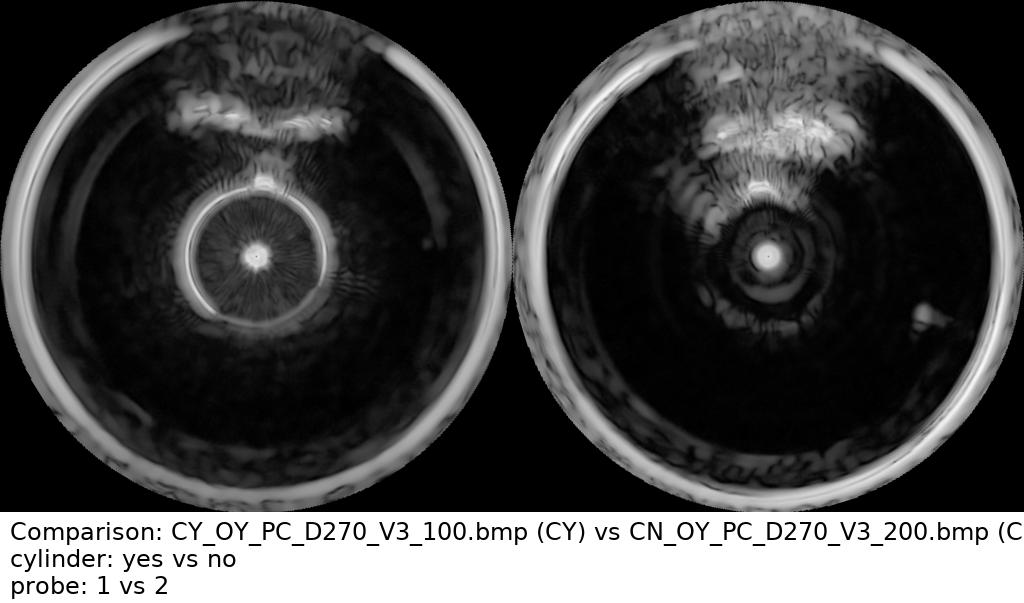 Comparison: CY_OY_PC_D270_V3_100.bmp (CY) vs CN_OY_PC_D270_V3_200.bmp (C
cylinder: yes vs no
probe: 1 vs 2